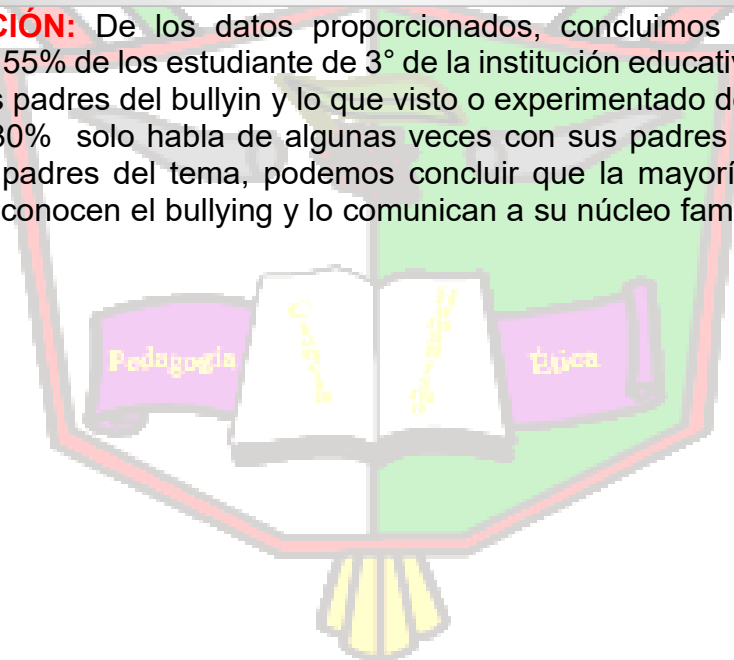 CIÓN: De los datos proporcionados, concluimos
55% de los estudiante de 3° de la institución educativ
s padres del bullyin y lo que visto o experimentado d
30% solo habla de algunas veces con sus padres
padres del tema, podemos concluir que la mayorí
conocen el bullying y lo comunican a su núcleo fam
Pedagogía
Ética